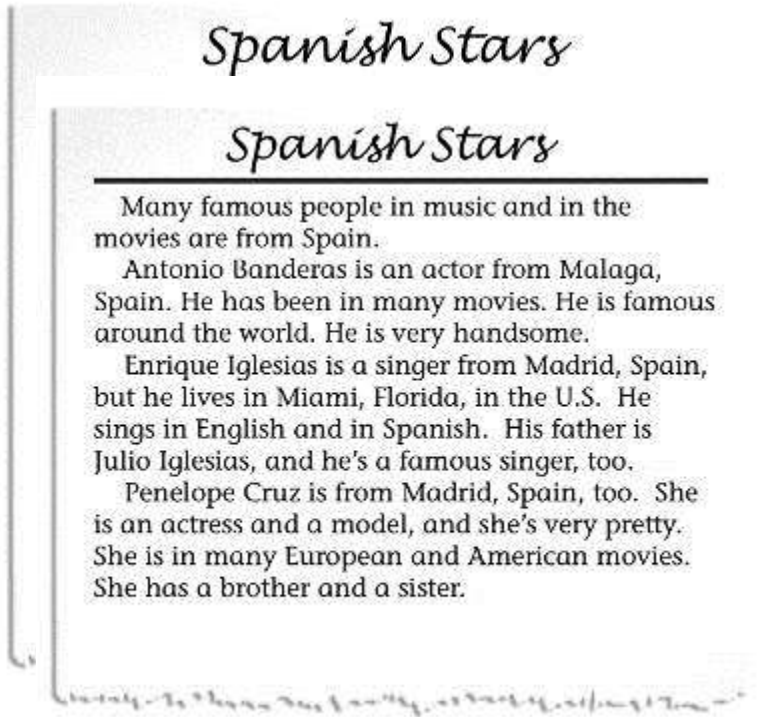 Spanish Stars
Spanish Stars
Many famous people in music and in the
movies are from Spain.
Antonio Banderas is an actor from Malaga,
Spain. He has been in many movies. He is famous
around the world. He is very handsome.
Enrique Iglesias is a singer from Madrid, Spain,
but he lives in Miami, Florida, in the U.S.  He
sings in English and in Spanish.  His father is
Julio Iglesias, and he's a famous singer, too.
Penelope Cruz is from Madrid, Spain, too.  She
is an actress and a model, and she's very pretty.
She is in many European and American movies.
She has a brother and a sister.